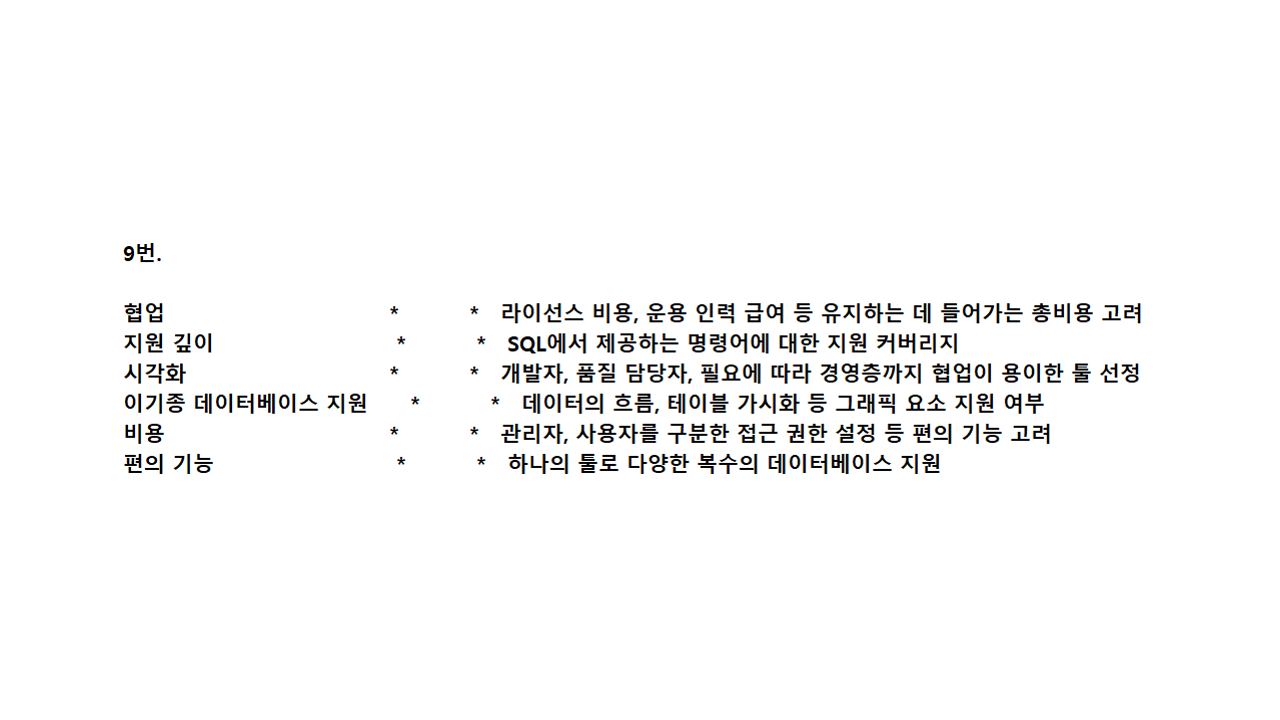 9번.
협업 * * 라이선스 비용, 운용 인력 급여 등 유지하는 데 들어가는 총비용 고려
지원 깊이 * * SQL에서 제공하는 명령어에 대한 지원 커버리지
시각화 * * 개발자, 품질 담당자, 필요에 따라 경영층까지 협업이 용이한 툴 선정
이기종 데이터베이스 지원 * * 데이터의 흐름, 테이블 가시화 등 그래픽 요소 지원 여부
비용 * * 관리자, 사용자를 구분한 접근 권한 설정 등 편의 기능 고려
편의 기능 * * 하나의 툴로 다양한 복수의 데이터베이스 지원